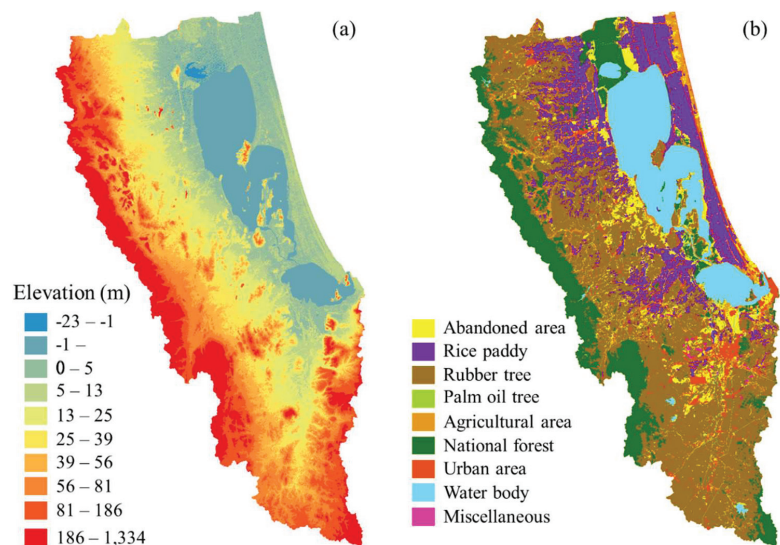 (a)
Elevation (m)
-23 – -1
-1 –
0 – 5
5 – 13
13 – 25
25 – 39
39 – 56
56 – 81
81 – 186
186 – 1,334
(b)
Abandoned area
Rice paddy
Rubber tree
Palm oil tree
Agricultural area
National forest
Urban area
Water body
Miscellaneous